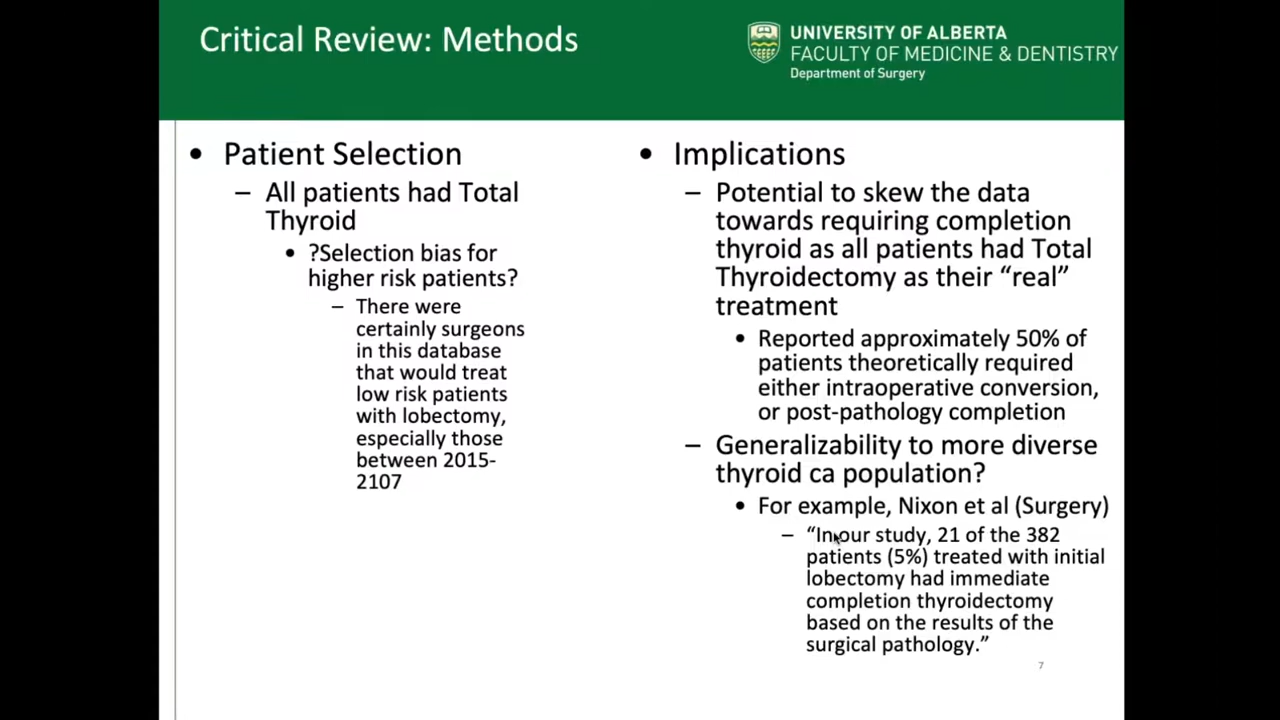 Critical Review: Methods
UNIVERSITY OF ALBERTA
FACULTY OF MEDICINE & DENTISTRY
Department of Surgery
• Patient Selection
– All patients had Total
Thyroid
• ?Selection bias for
higher risk patients?
– There were
certainly surgeons
in this database
that would treat
low risk patients
with lobectomy,
especially those
between 2015-
2107
• Implications
– Potential to skew the data
towards requiring completion
thyroid as all patients had Total
Thyroidectomy as their “real”
treatment
• Reported approximately 50% of
patients theoretically required
either intraoperative conversion,
or post-pathology completion
– Generalizability to more diverse
thyroid ca population?
• For example, Nixon et al (Surgery)
– “In our study, 21 of the 382
patients (5%) treated with initial
lobectomy had immediate
completion thyroidectomy
based on the results of the
surgical pathology.”
7